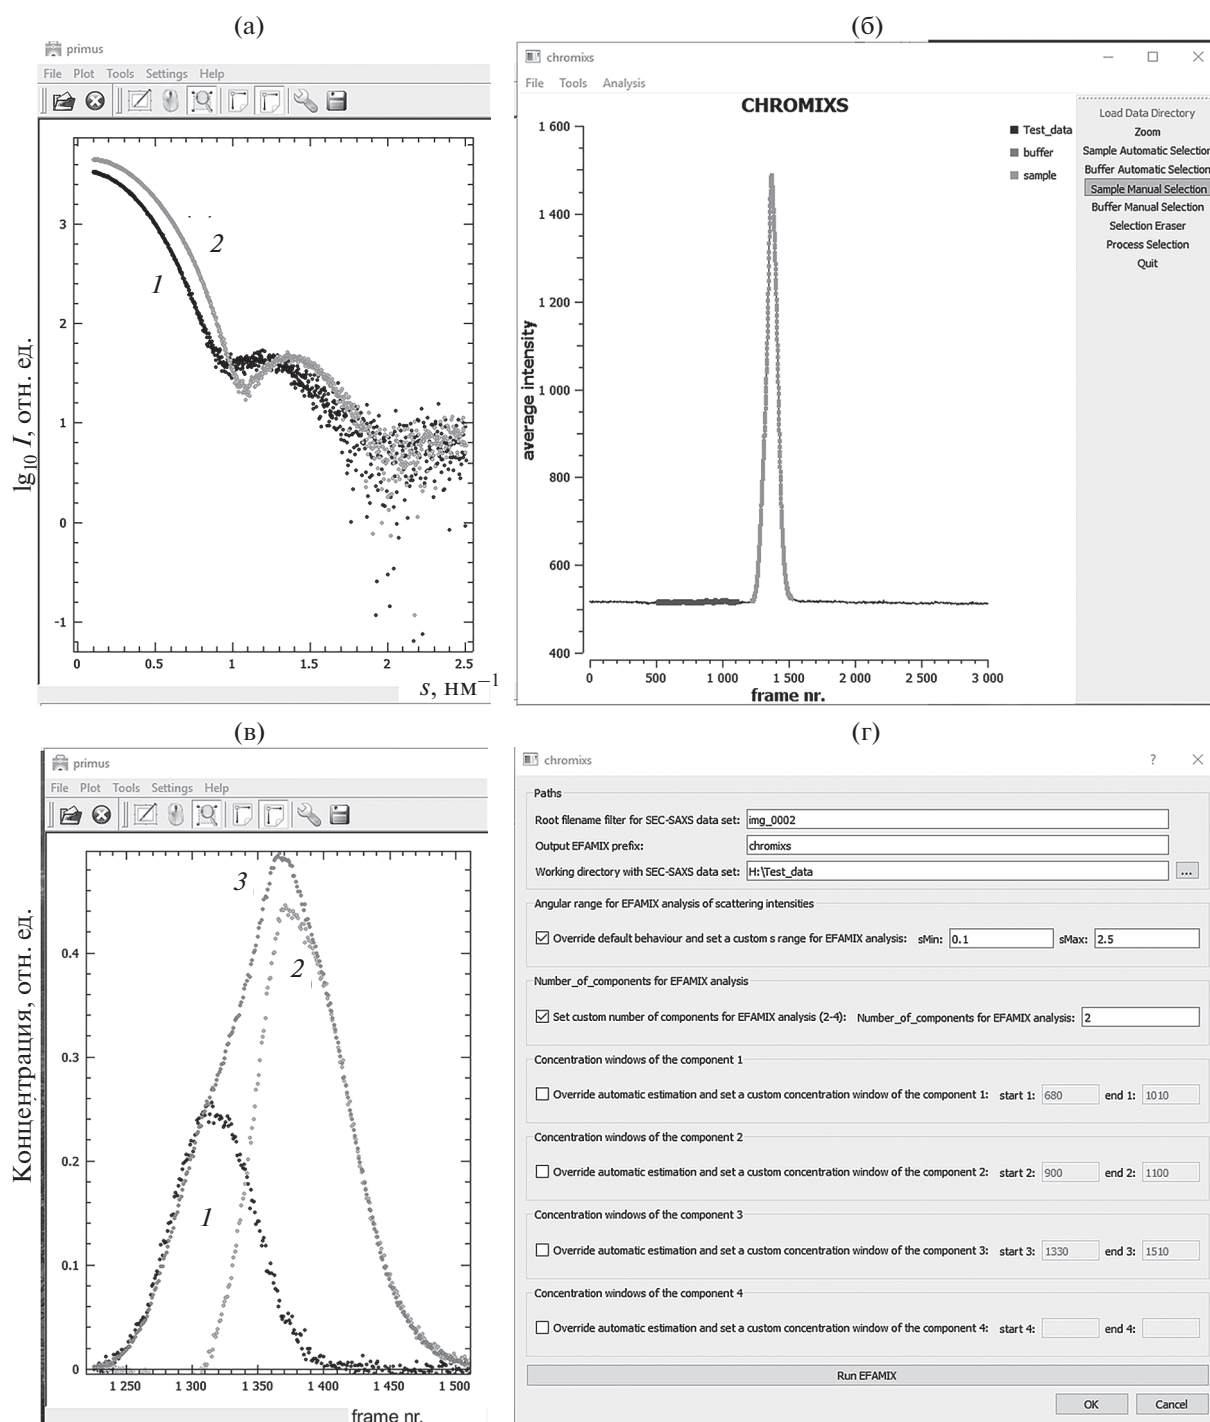 (а)
primus
File Plot Tools Settings Help
3
2
1
0
-1
2
1
0 0.5 1 1.5 2 2.5
lg10 I, отн. ед.
s, нм−1
(б)
chromixs
File Tools Analysis
CHROMIXS
1 600
1 400
1 200
1 000
800
600
400
average intensity
0 500 1 000 1 500 2 000 2 500 3 000
frame nr.
Test_data
buffer
sample
Load Data Directory
Zoom
Sample Automatic Selection
Buffer Automatic Selection
Sample Manual Selection
Buffer Manual Selection
Selection Eraser
Process Selection
Quit
(в)
primus
File Plot Tools Settings Help
0.4
0.3
0.2
0.1
0
3
2
1
1 250 1 300 1 350 1 400 1 450 1 500
Концентрация, отн. ед.
frame nr.
(г)
chromixs
Paths
Root filename filter for SEC-SAXS data set: img_0002
Output EFAMIX prefix: chromixs
Working directory with SEC-SAXS data set: H:\Test_data ...
Angular range for EFAMIX analysis of scattering intensities
Override default behaviour and set a custom s range for EFAMIX analysis: sMin: 0.1 sMax: 2.5
Number_of_components for EFAMIX analysis
Set custom number of components for EFAMIX analysis (2-4): Number_of_components for EFAMIX analysis: 2
Concentration windows of the component 1
Override automatic estimation and set a custom concentration window of the component 1: start 1: 680 end 1: 1010
Concentration windows of the component 2
Override automatic estimation and set a custom concentration window of the component 2: start 2: 900 end 2: 1100
Concentration windows of the component 3
Override automatic estimation and set a custom concentration window of the component 3: start 3: 1330 end 3: 1510
Concentration windows of the component 4
Override automatic estimation and set a custom concentration window of the component 4: start 4: end 4:
Run EFAMIX
OK Cancel